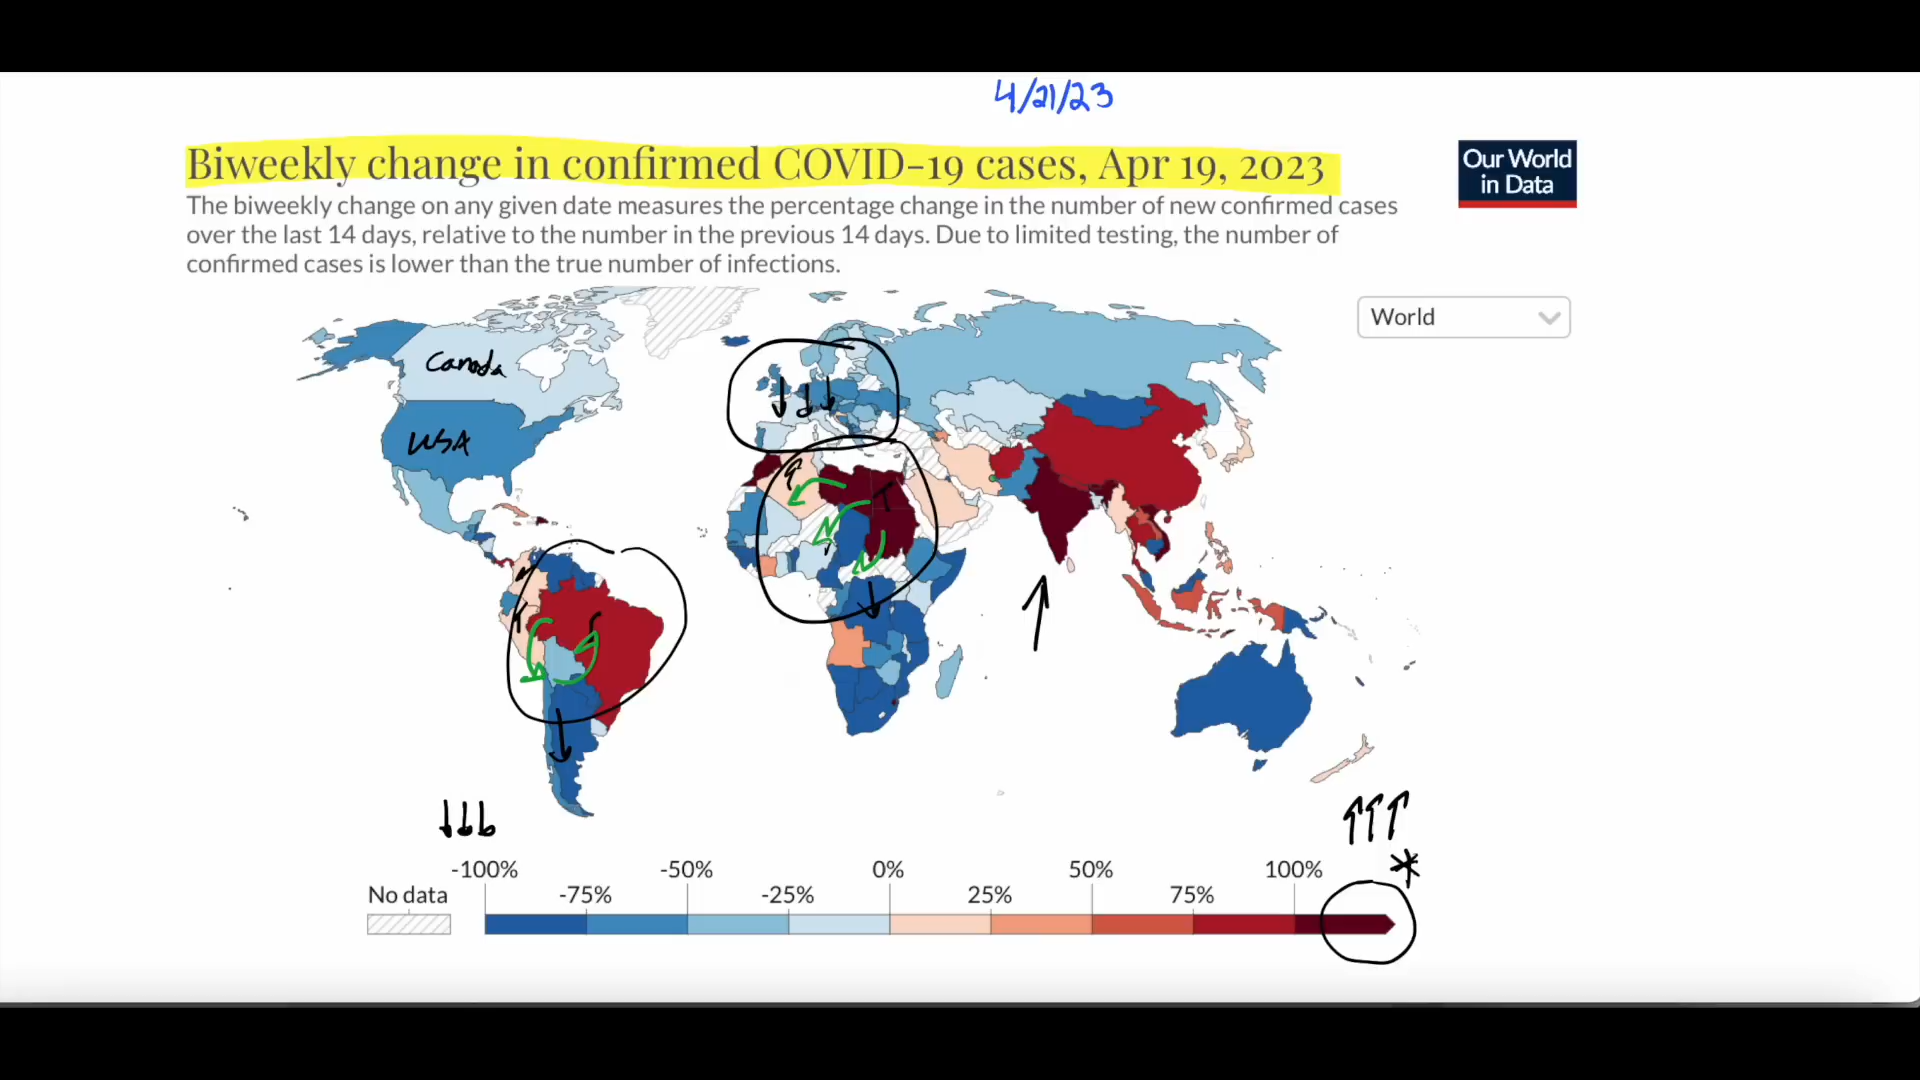 4/21/23
Biweekly change in confirmed COVID-19 cases, Apr 19, 2023
Our World
in Data
The biweekly change on any given date measures the percentage change in the number of new confirmed cases
over the last 14 days, relative to the number in the previous 14 days. Due to limited testing, the number of
confirmed cases is lower than the true number of infections.
World
Canada
USA
-100% -50% 0% 50% 100%
No data -75% -25% 25% 75%